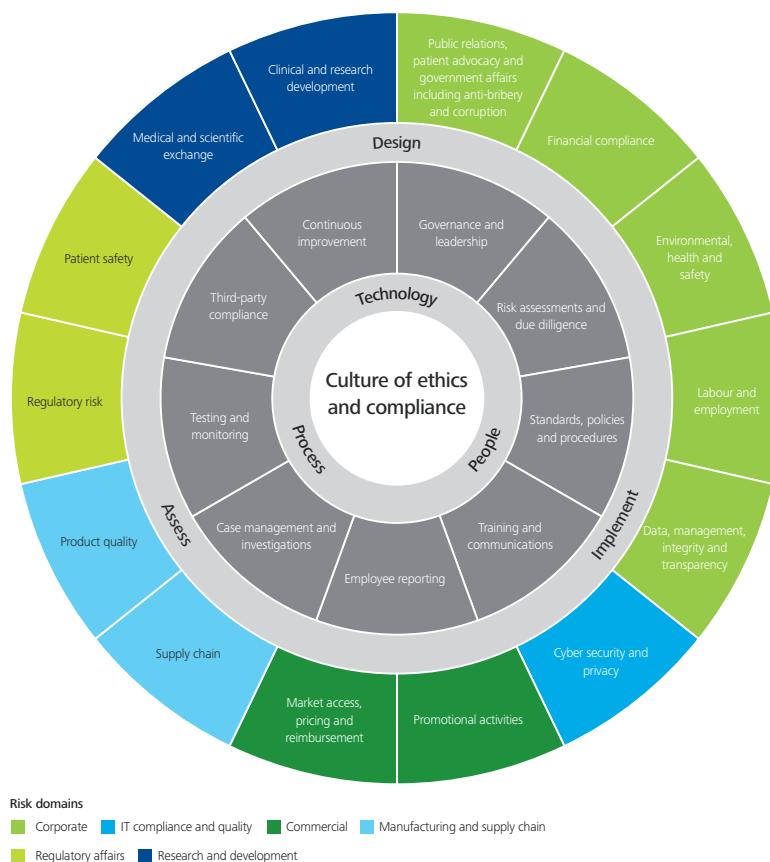 Clinical and research
development
Public relations,
patient advocacy and
government affairs
including anti-bribery
and corruption
Medical and scientific
exchange
Financial compliance
Design
Continuous
improvement
Governance and
leadership
Patient safety
Environmental,
health and
safety
Third-party
compliance
Technology
Risk assessments and
due dilligence
Culture of ethics
and compliance
Regulatory risk
Labour and
employment
Testing and
monitoring
Standards, policies
and procedures
Process
People
Assess
Implement
Product quality
Case management and
investigations
Training and
communications
Data, management,
integrity and
transparency
Employee reporting
Supply chain
Cyber security and
privacy
Market access,
pricing and
reimbursement
Promotional activities
Risk domains
Corporate IT compliance and quality Commercial Manufacturing and supply chain
Regulatory affairs Research and development